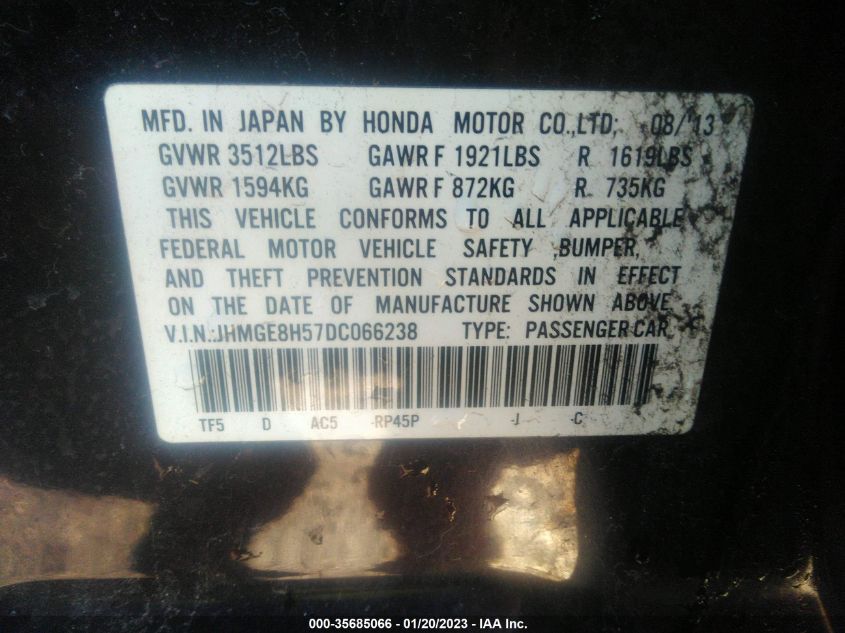 MFD. IN JAPAN BY HONDA MOTOR CO.,LTD; 08/13
GVWR 3512LBS GAWR F 1921LBS R 1619LBS
GVWR 1594KG GAWR F 872KG R 735KG
THIS VEHICLE CONFORMS TO ALL APPLICABLE
FEDERAL MOTOR VEHICLE SAFETY ,BUMPER,
AND THEFT PREVENTION STANDARDS IN EFFECT
ON THE DATE OF MANUFACTURE SHOWN ABOVE
V.I.N.:JHMGE8H57DC066238 TYPE: PASSENGER CAR
TF5 D AC5 -RP45P -J -C
000-35685066 - 01/20/2023 - IAA Inc.